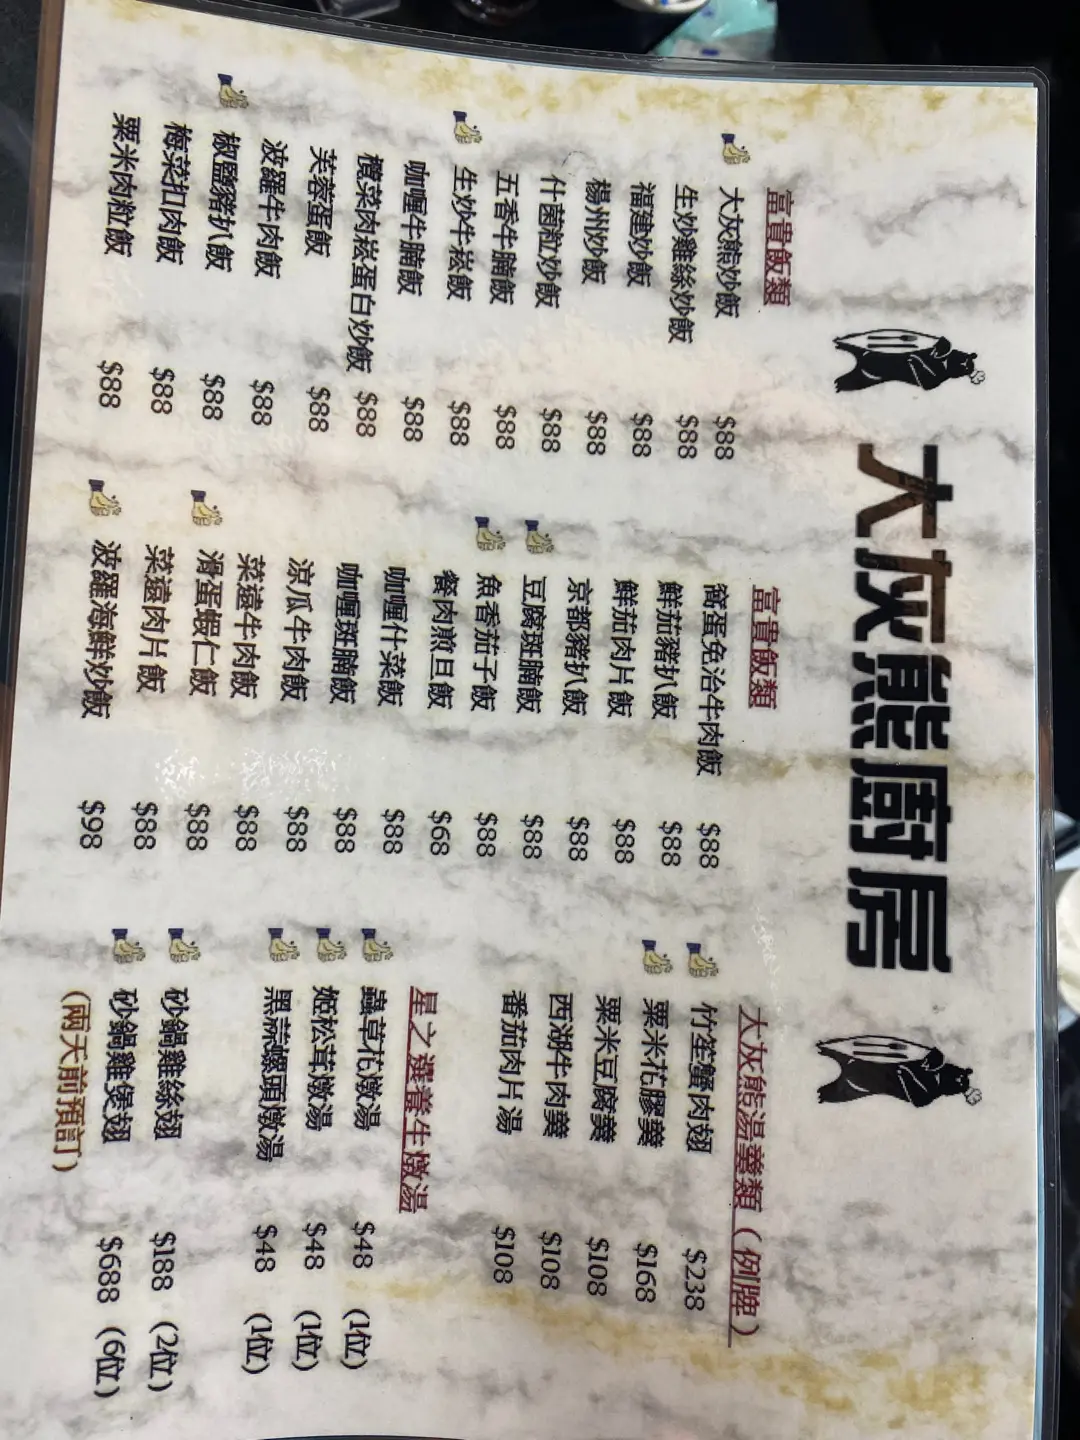 大灰熊廚房
富貴飯類
大灰熊炒飯 $88
生炒雞絲炒飯 $88
福建炒飯 $88
楊州炒飯 $88
什菌粒炒飯 $88
五香牛腩飯 $88
生炒牛崧飯 $88
咖喱牛腩飯 $88
欖菜肉崧蛋白炒飯 $88
芙蓉蛋飯 $88
波羅牛肉飯 $88
椒鹽豬扒飯 $88
梅菜扣肉飯 $88
粟米肉粒飯 $88
富貴飯類
窩蛋免治牛肉飯 $88
鮮茄豬扒飯 $88
鮮茄肉片飯 $88
京都豬扒飯 $88
豆腐斑腩飯 $88
魚香茄子飯 $88
餐肉煎旦飯 $68
咖喱什菜飯 $88
咖喱斑腩飯 $88
涼瓜牛肉飯 $88
菜遠牛肉飯 $88
滑蛋蝦仁飯 $88
菜遠肉片飯 $88
波羅海鮮炒飯 $98
大灰熊湯羹類（例牌）
竹笙蟹肉翅 $238
粟米花膠羹 $168
粟米豆腐羹 $108
西湖牛肉羹 $108
番茄肉片湯 $108
星之選養生燉湯
蟲草花燉湯 $48 (1位)
姬松茸燉湯 $48 (1位)
黑蒜螺頭燉湯 $48 (1位)
砂鍋雞絲翅 $188 (2位)
砂鍋雞煲翅 $688 (6位)
(兩天前預訂)